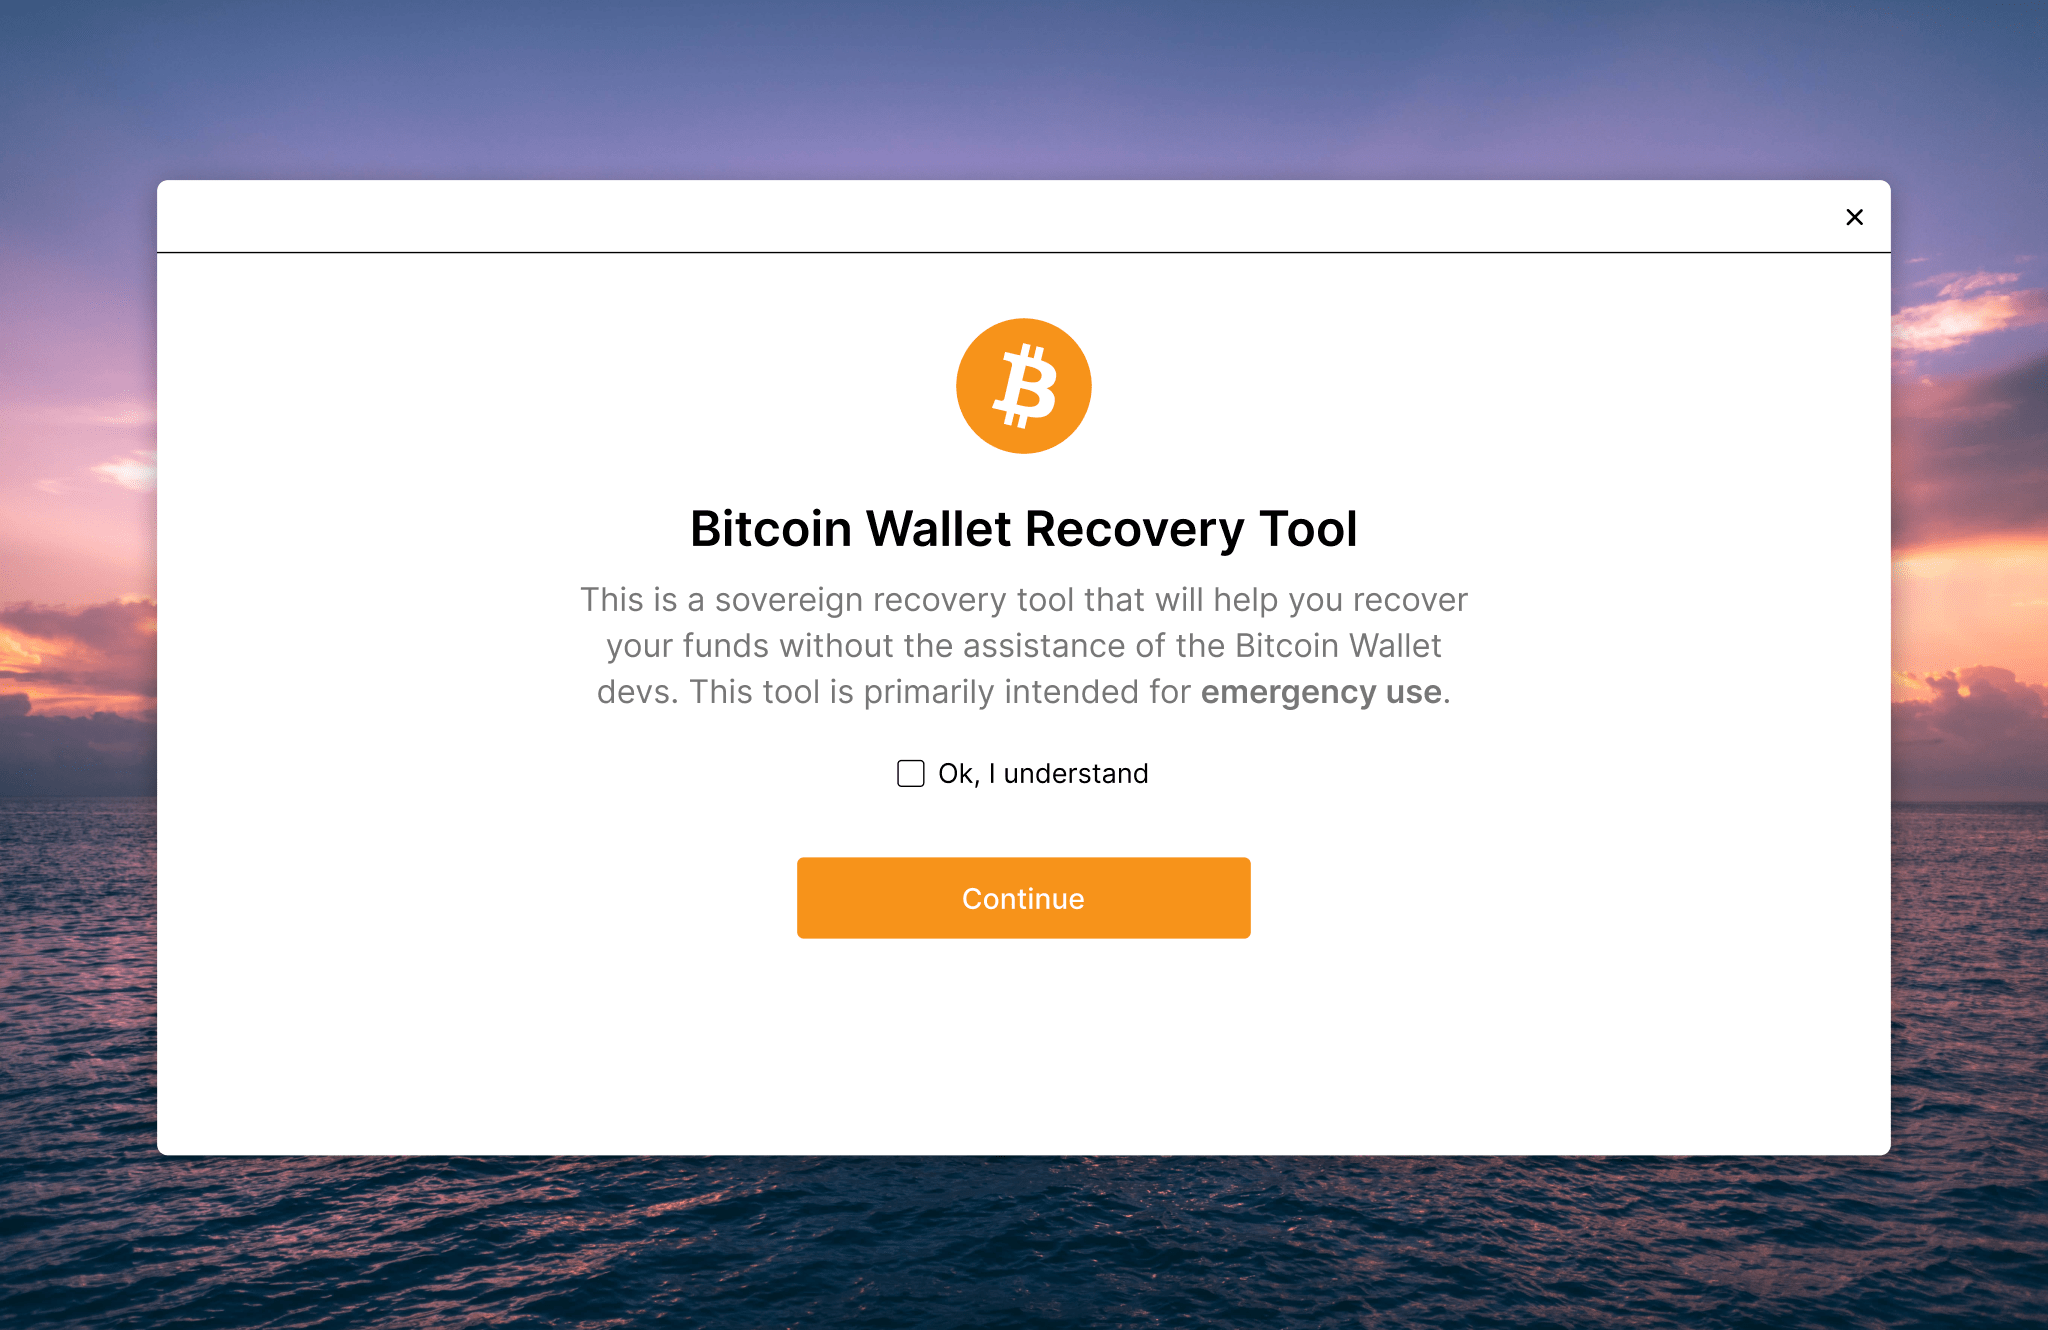 Bitcoin Wallet Recovery Tool
This is a sovereign recovery tool that will help you recover
your funds without the assistance of the Bitcoin Wallet
devs. This tool is primarily intended for emergency use.
Ok, I understand
Continue